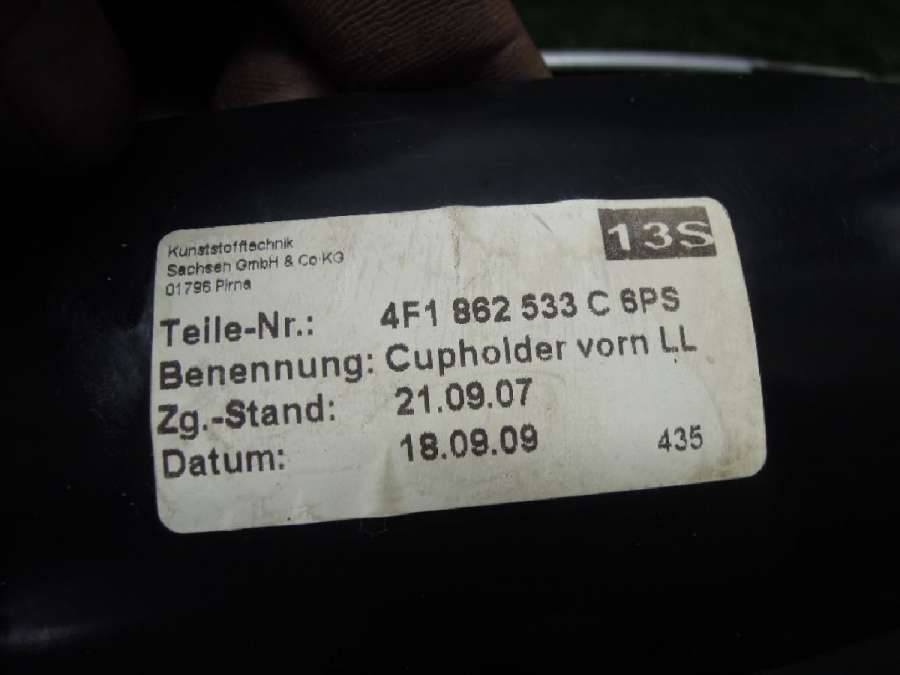 Kunststofftechnik
Sachsen GmbH & Co KG
01796 Pirna
13S
Teile-Nr.: 4F1 862 533 C 6PS
Benennung: Cupholder vorn LL
Zg.-Stand: 21.09.07
Datum: 18.09.09 435